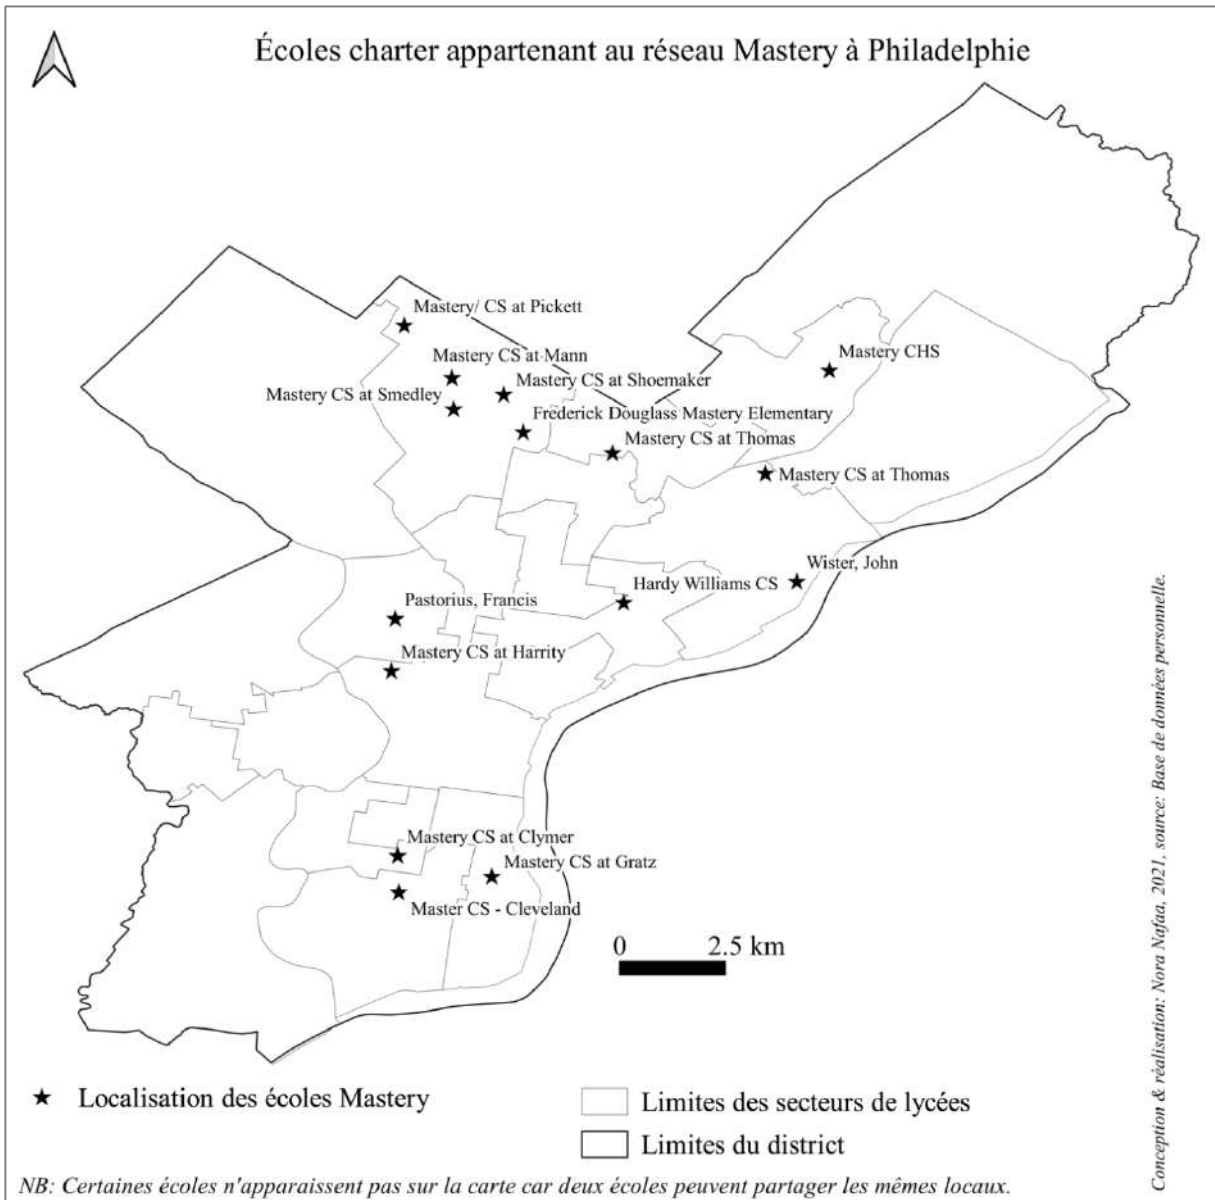 Écoles charter appartenant au réseau Mastery à Philadelphie
Mastery/ CS at Pickett
Mastery CS at Mann
Mastery CHS
Mastery CS at Shoemaker
Mastery CS at Smedley
Frederick Douglass Mastery Elementary
Mastery CS at Thomas
Mastery CS at Thomas
Wister, John
Hardy Williams CS
Pastorius, Francis
Mastery CS at Harrity
Mastery CS at Clymer
Mastery CS at Gratz
Master CS - Cleveland
0 2.5 km
Conception & réalisation: Nora Nafaa, 2021, source: Base de données personnelle.
Localisation des écoles Mastery
Limites des secteurs de lycées
Limites du district
NB: Certaines écoles n'apparaissent pas sur la carte car deux écoles peuvent partager les mêmes locaux.